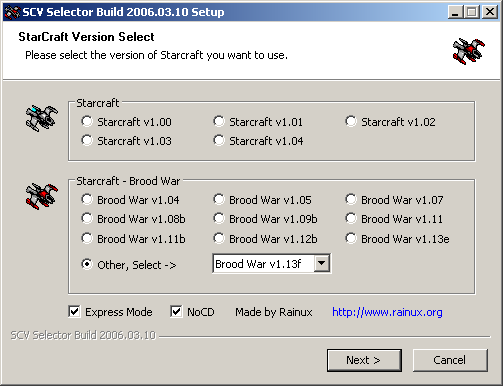 SCV Selector Build 2006.03.10 Setup
StarCraft Version Select
Please select the version of Starcraft you want to use.
Starcraft
Starcraft v1.00 Starcraft v1.01 Starcraft v1.02
Starcraft v1.03 Starcraft v1.04
Starcraft - Brood War
Brood War v1.04 Brood War v1.05 Brood War v1.07
Brood War v1.08b Brood War v1.09b Brood War v1.11
Brood War v1.11b Brood War v1.12b Brood War v1.13e
Other, Select -> Brood War v1.13f
Express Mode NoCD Made by Rainux http://www.rainux.org
SCV Selector Build 2006.03.10
Next > Cancel